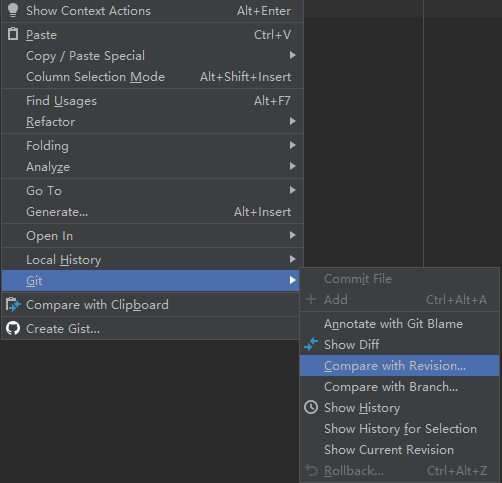 Show Context Actions Alt+Enter
Paste Ctrl+V
Copy / Paste Special
Column Selection Mode Alt+Shift+Insert
Find Usages Alt+F7
Refactor
Folding
Analyze
Go To
Generate... Alt+Insert
Open In
Local History
Git
Compare with Clipboard
Create Gist...
Commit File
Add Ctrl+Alt+A
Annotate with Git Blame
Show Diff
Compare with Revision...
Compare with Branch...
Show History
Show History for Selection
Show Current Revision
Rollback... Ctrl+Alt+Z